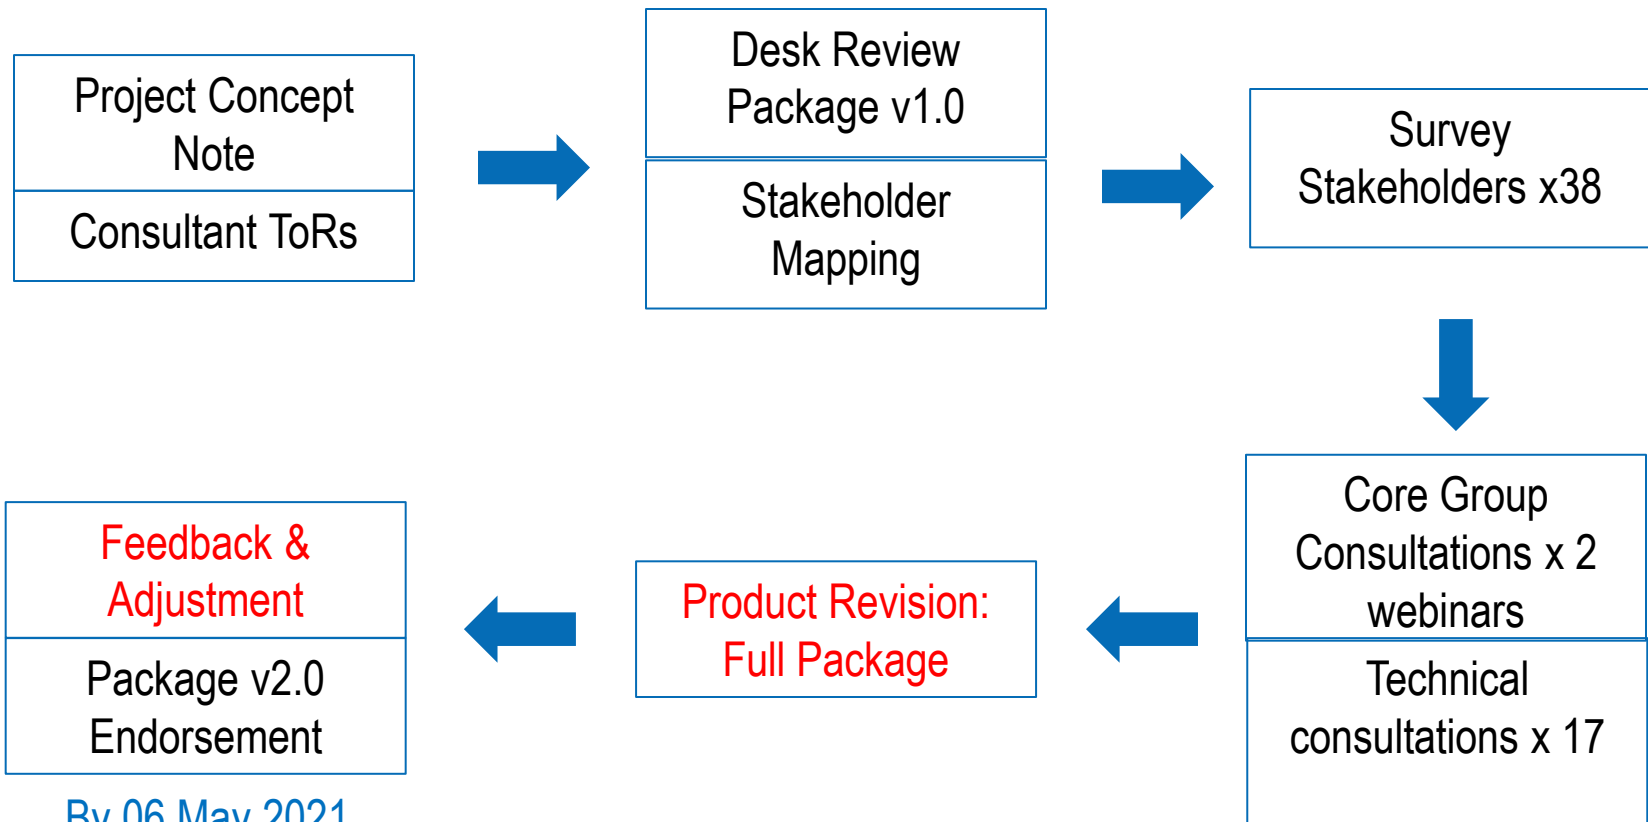 Project Concept
Note
Consultant ToRs
Desk Review
Package v1.0
Stakeholder
Mapping
Survey
Stakeholders x38
Core Group
Consultations x 2
webinars
Technical
consultations x 17
Product Revision:
Full Package
Feedback &
Adjustment
Package v2.0
Endorsement
By 06 May 2021